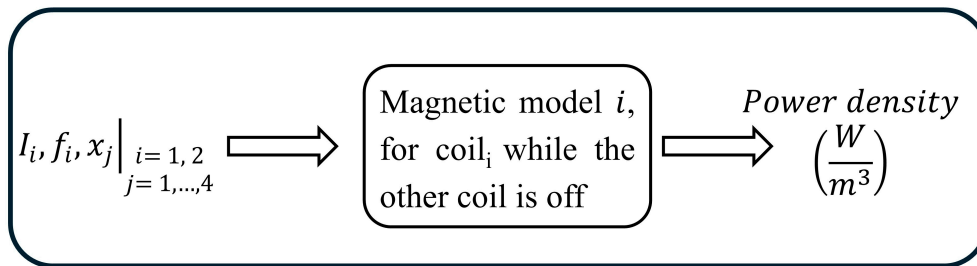 I_i, f_i, x_j | i= 1, 2
j= 1,...,4
Magnetic model i,
for coil_i while the
other coil is off
Power density
(W/m^3)